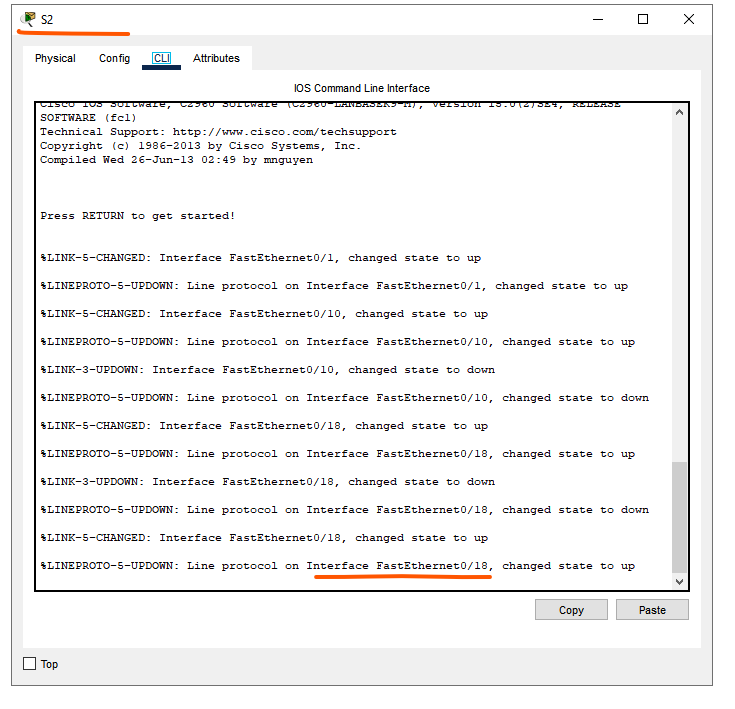 S2
Physical Config CLI Attributes
IOS Command Line Interface
Cisco IOS Software, C2960 Software (C2960-LANBASEK9-M), Version 15.0(2)SE4, RELEASE
SOFTWARE (fc1)
Technical Support: http://www.cisco.com/techsupport
Copyright (c) 1986-2013 by Cisco Systems, Inc.
Compiled Wed 26-Jun-13 02:49 by mnguyen
Press RETURN to get started!
%LINK-5-CHANGED: Interface FastEthernet0/1, changed state to up
%LINEPROTO-5-UPDOWN: Line protocol on Interface FastEthernet0/1, changed state to up
%LINK-5-CHANGED: Interface FastEthernet0/10, changed state to up
%LINEPROTO-5-UPDOWN: Line protocol on Interface FastEthernet0/10, changed state to up
%LINK-3-UPDOWN: Interface FastEthernet0/10, changed state to down
%LINEPROTO-5-UPDOWN: Line protocol on Interface FastEthernet0/10, changed state to down
%LINK-5-CHANGED: Interface FastEthernet0/18, changed state to up
%LINEPROTO-5-UPDOWN: Line protocol on Interface FastEthernet0/18, changed state to up
%LINK-3-UPDOWN: Interface FastEthernet0/18, changed state to down
%LINEPROTO-5-UPDOWN: Line protocol on Interface FastEthernet0/18, changed state to down
%LINK-5-CHANGED: Interface FastEthernet0/18, changed state to up
%LINEPROTO-5-UPDOWN: Line protocol on Interface FastEthernet0/18, changed state to up
Copy Paste
Top